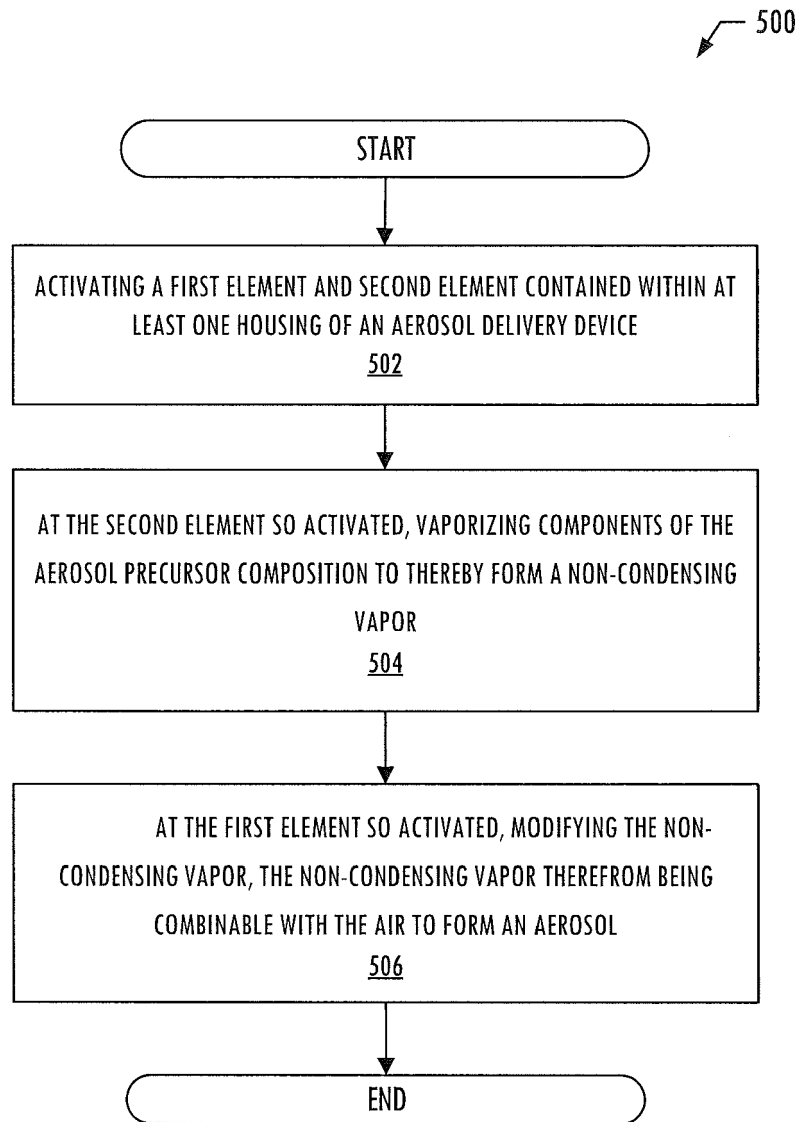 500
START
ACTIVATING A FIRST ELEMENT AND SECOND ELEMENT CONTAINED WITHIN AT
LEAST ONE HOUSING OF AN AEROSOL DELIVERY DEVICE
502
AT THE SECOND ELEMENT SO ACTIVATED, VAPORIZING COMPONENTS OF THE
AEROSOL PRECURSOR COMPOSITION TO THEREBY FORM A NON-CONDENSING
VAPOR
504
AT THE FIRST ELEMENT SO ACTIVATED, MODIFYING THE NON-
CONDENSING VAPOR, THE NON-CONDENSING VAPOR THEREFROM BEING
COMBINABLE WITH THE AIR TO FORM AN AEROSOL
506
END